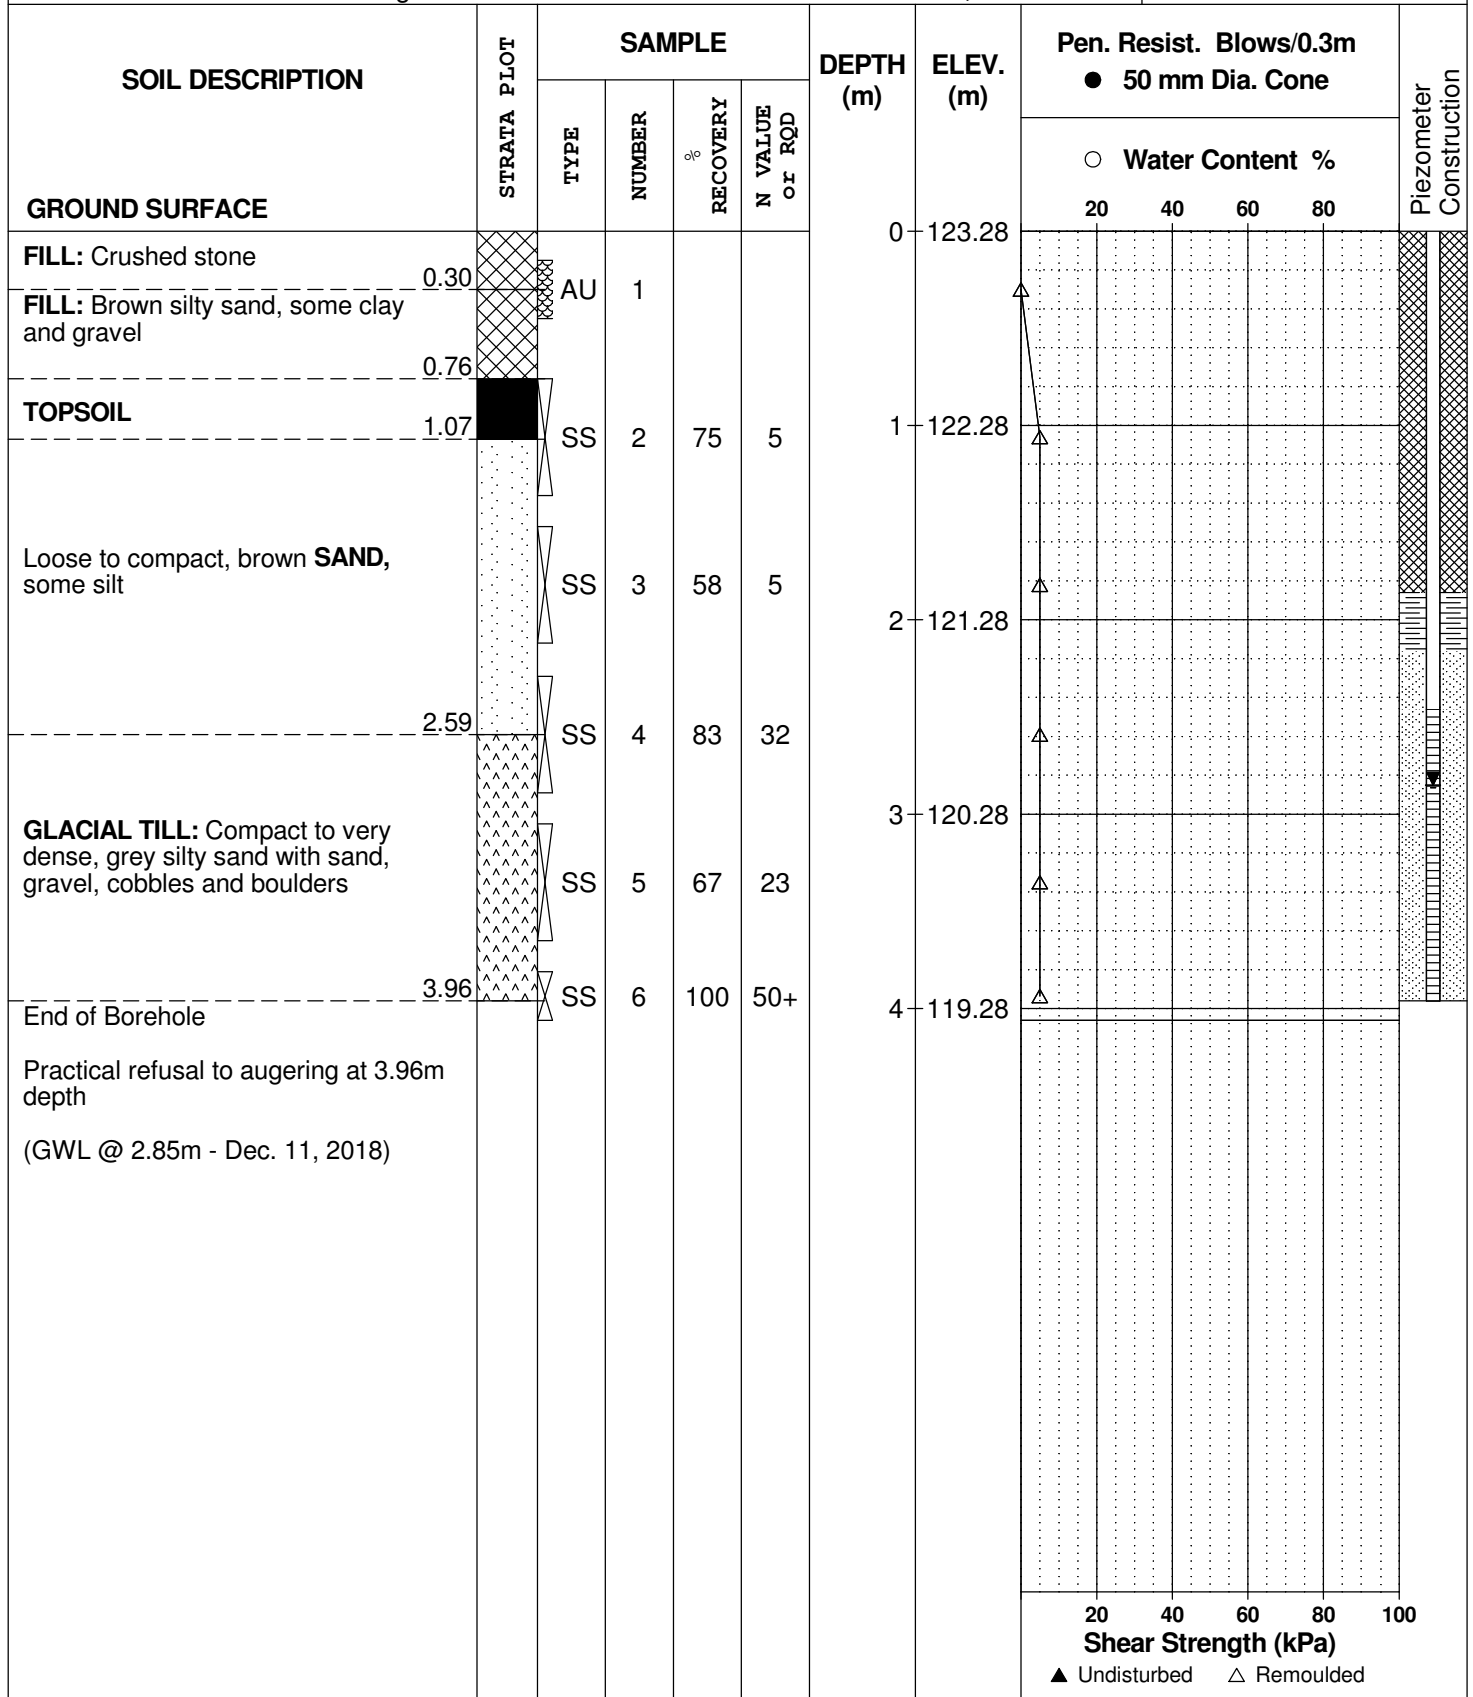 SOIL DESCRIPTION
GROUND SURFACE
STRATA PLOT
SAMPLE
TYPE
NUMBER
% RECOVERY
N VALUE
or RQD
DEPTH
(m)
ELEV.
(m)
Pen. Resist. Blows/0.3m
● 50 mm Dia. Cone
○ Water Content %
20 40 60 80
Piezometer
Construction
0 123.28
FILL: Crushed stone
0.30
AU 1
FILL: Brown silty sand, some clay
and gravel
0.76
TOPSOIL
1.07
SS 2 75 5
1 122.28
Loose to compact, brown SAND,
some silt
SS 3 58 5
2 121.28
2.59
SS 4 83 32
3 120.28
GLACIAL TILL: Compact to very
dense, grey silty sand with sand,
gravel, cobbles and boulders
SS 5 67 23
3.96
SS 6 100 50+
4 119.28
End of Borehole
Practical refusal to augering at 3.96m
depth
(GWL @ 2.85m - Dec. 11, 2018)
20 40 60 80 100
Shear Strength (kPa)
▲ Undisturbed △ Remoulded